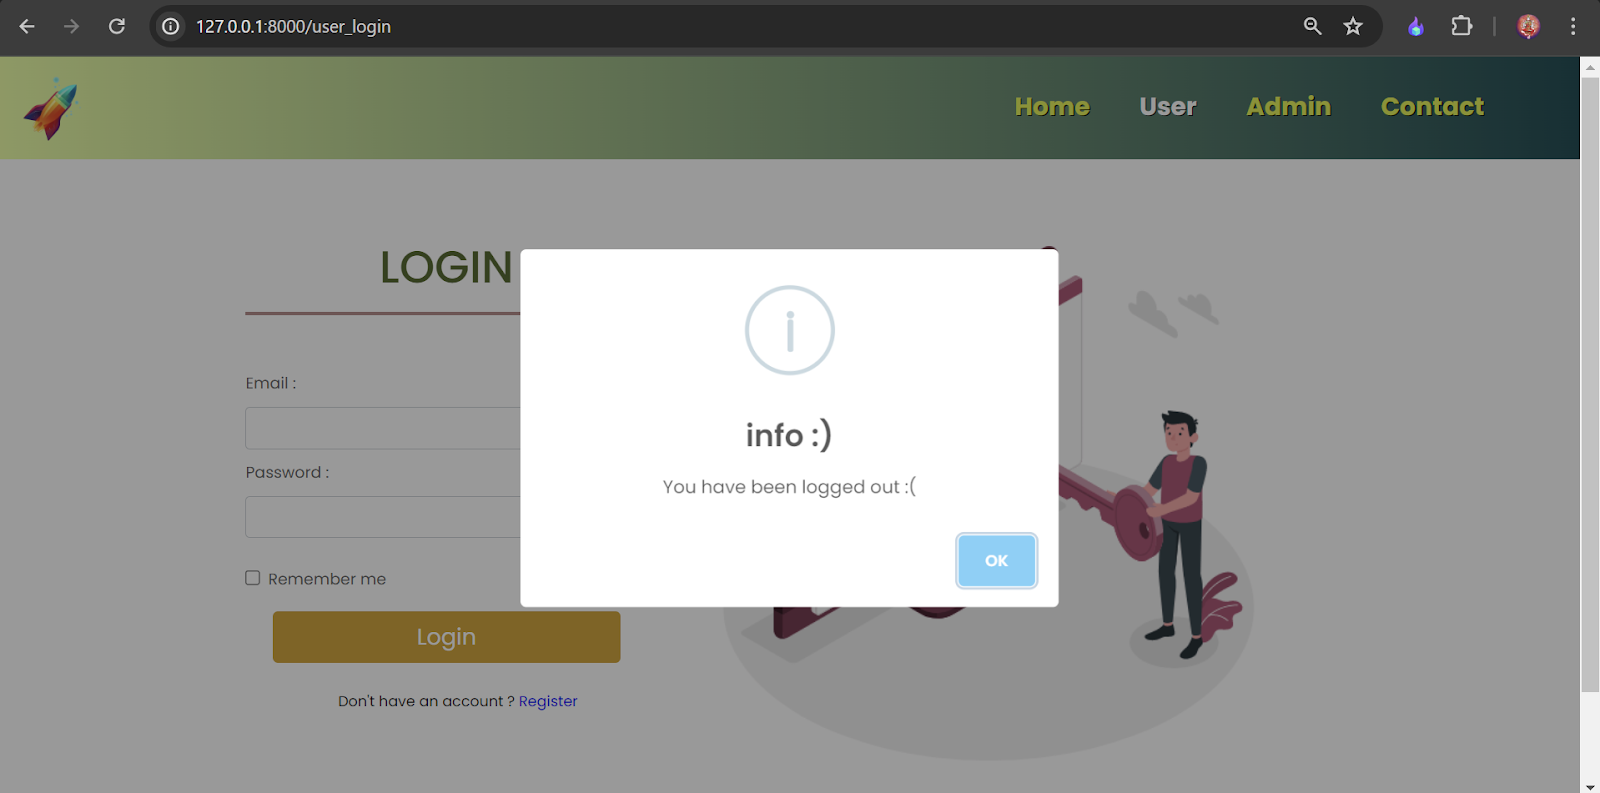 127.0.0.1:8000/user_login
Home User Admin Contact
LOGIN
Email :
Password :
Remember me
Login
Don't have an account ? Register
i
info :)
You have been logged out :(
OK